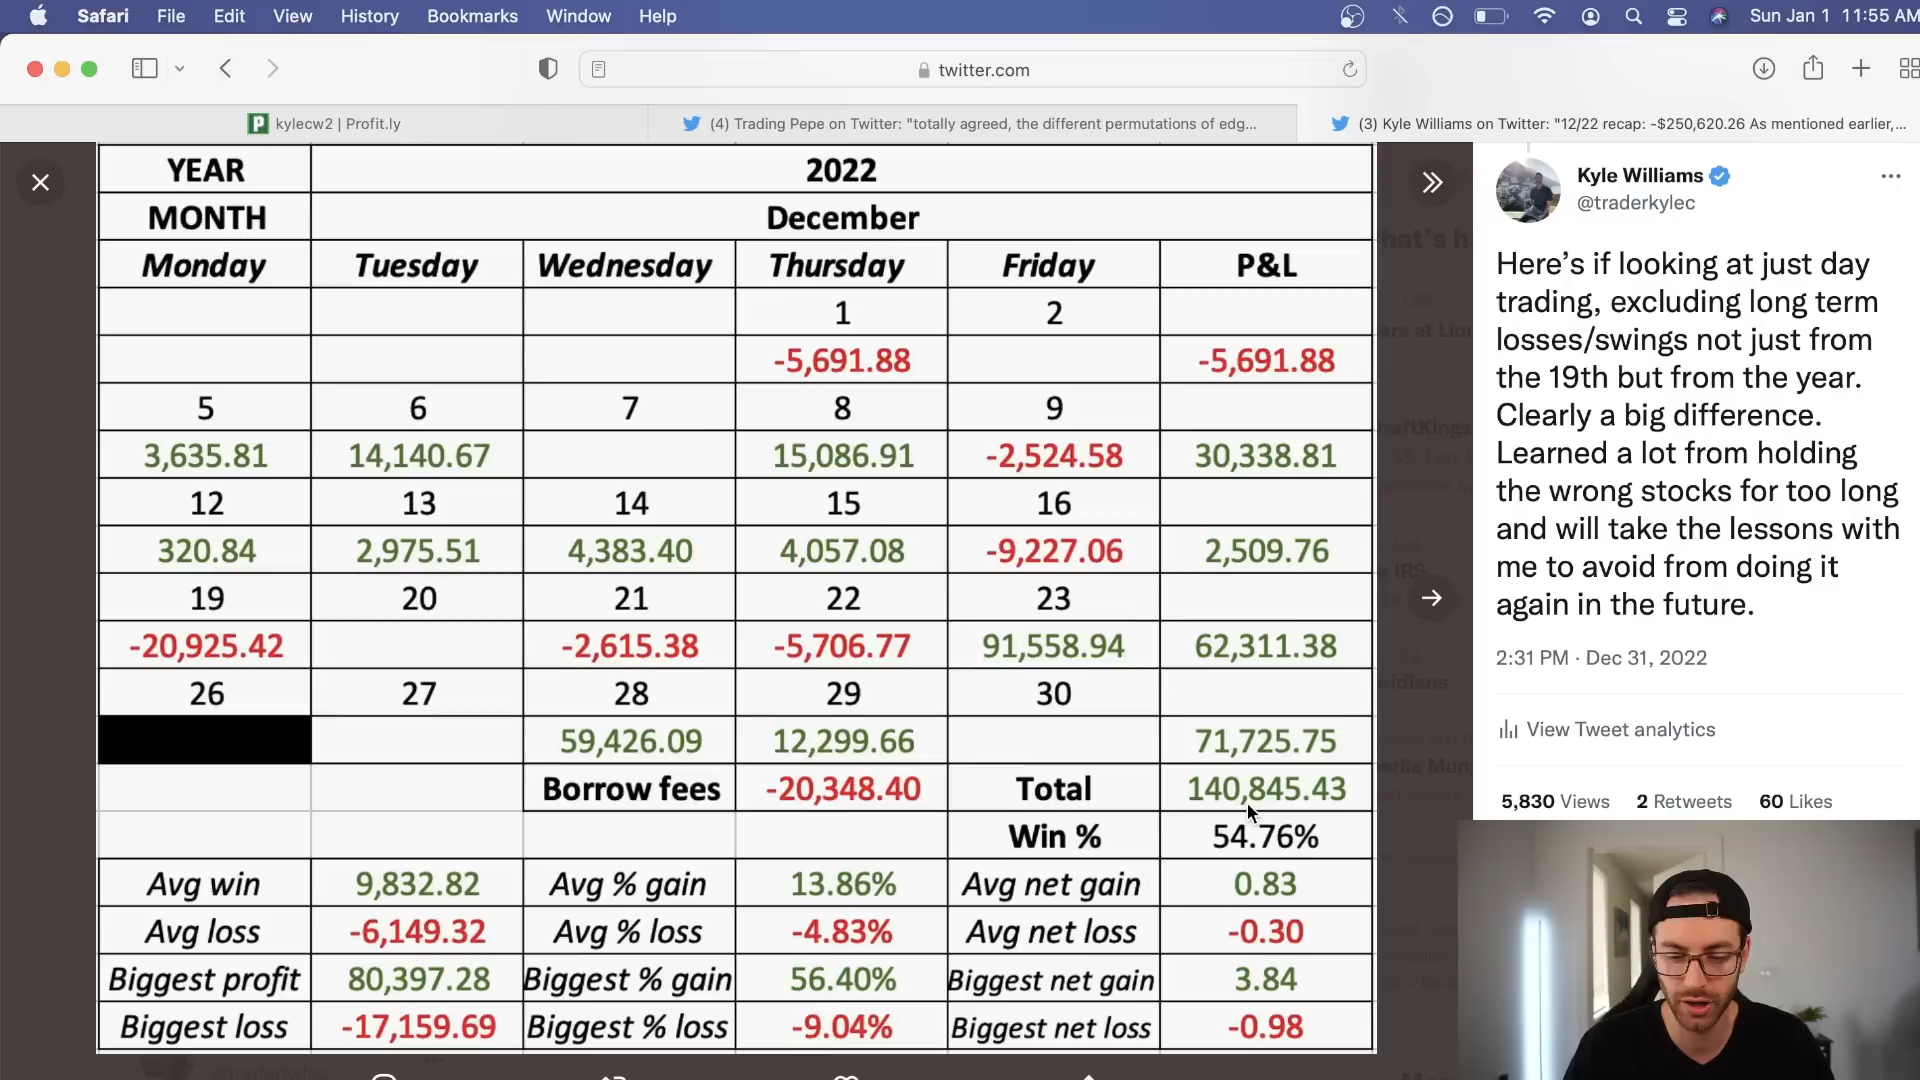 Safari File Edit View History Bookmarks Window Help Sun Jan 1 11:55 AM
twitter.com
kylecw2 | Profit.ly
(4) Trading Pepe on Twitter: "totally agreed, the different permutations of edg...
(3) Kyle Williams on Twitter: "12/22 recap: -$250,620.26 As mentioned earlier,...
YEAR 2022
MONTH December
Monday Tuesday Wednesday Thursday Friday P&L
1 2
-5,691.88 -5,691.88
5 6 7 8 9
3,635.81 14,140.67 15,086.91 -2,524.58 30,338.81
12 13 14 15 16
320.84 2,975.51 4,383.40 4,057.08 -9,227.06 2,509.76
19 20 21 22 23
-20,925.42 -2,615.38 -5,706.77 91,558.94 62,311.38
26 27 28 29 30
59,426.09 12,299.66 71,725.75
Borrow fees -20,348.40 Total 140,845.43
Win % 54.76%
Avg win 9,832.82 Avg % gain 13.86% Avg net gain 0.83
Avg loss -6,149.32 Avg % loss -4.83% Avg net loss -0.30
Biggest profit 80,397.28 Biggest % gain 56.40% Biggest net gain 3.84
Biggest loss -17,159.69 Biggest % loss -9.04% Biggest net loss -0.98
Kyle Williams
@traderkylec
Here's if looking at just day
trading, excluding long term
losses/swings not just from
the 19th but from the year.
Clearly a big difference.
Learned a lot from holding
the wrong stocks for too long
and will take the lessons with
me to avoid from doing it
again in the future.
2:31 PM · Dec 31, 2022
View Tweet analytics
5,830 Views 2 Retweets 60 Likes
@traderkylec